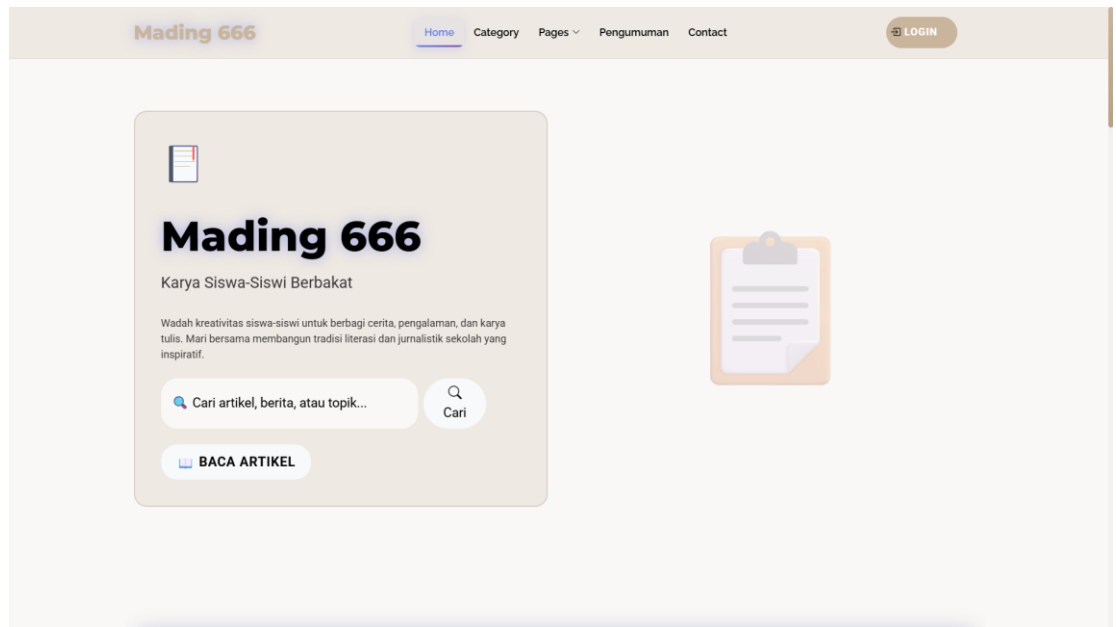 Mading 666
Home Category Pages Pengumuman Contact
LOGIN
Mading 666
Karya Siswa-Siswi Berbakat
Wadah kreativitas siswa-siswi untuk berbagi cerita, pengalaman, dan karya
tulis. Mari bersama membangun tradisi literasi dan jurnalistik sekolah yang
inspiratif.
Cari artikel, berita, atau topik...
Cari
BACA ARTIKEL